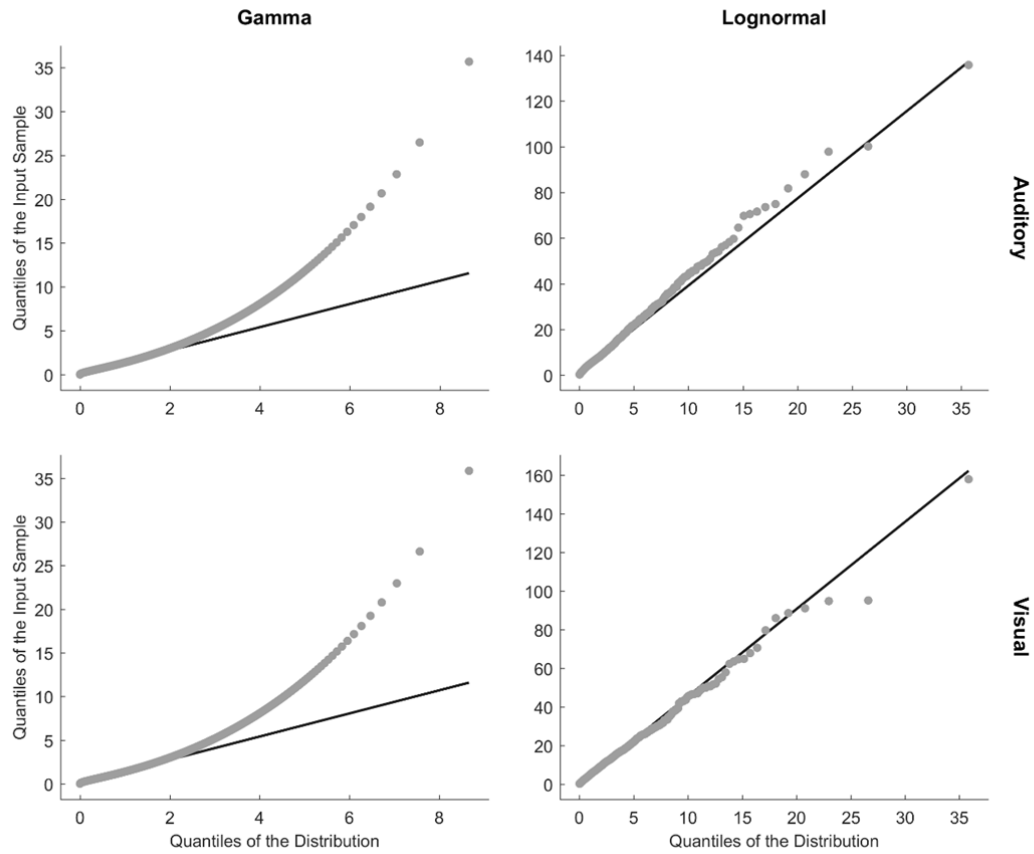 Gamma
Lognormal
Quantiles of the Input Sample
35
30
25
20
15
10
5
0
0 2 4 6 8
140
120
100
80
60
40
20
0
0 5 10 15 20 25 30 35
Auditory
Quantiles of the Input Sample
35
30
25
20
15
10
5
0
0 2 4 6 8
Quantiles of the Distribution
160
140
120
100
80
60
40
20
0
0 5 10 15 20 25 30 35
Quantiles of the Distribution
Visual